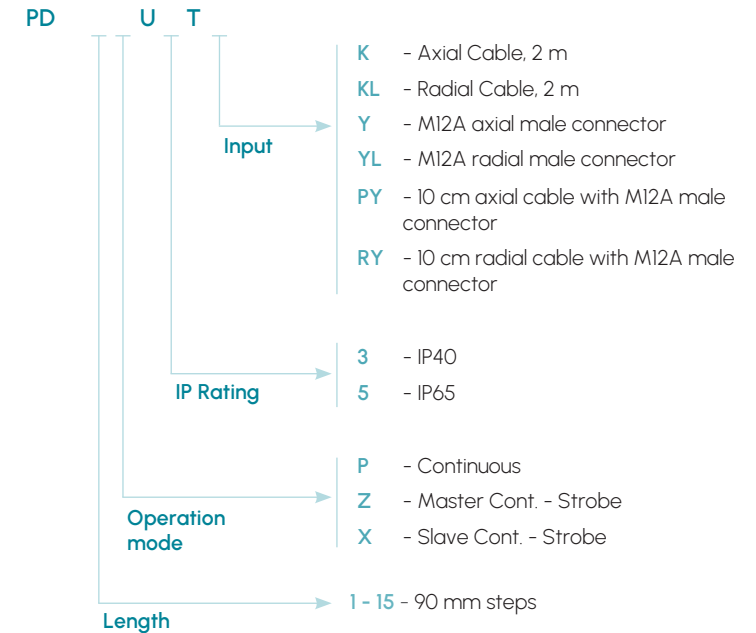 PD U T
K - Axial Cable, 2 m
KL - Radial Cable, 2 m
Y - M12A axial male connector
Input
YL - M12A radial male connector
PY - 10 cm axial cable with M12A male
connector
RY - 10 cm radial cable with M12A male
connector
3 - IP40
IP Rating
5 - IP65
P - Continuous
Z - Master Cont. - Strobe
Operation
mode
X - Slave Cont. - Strobe
1 - 15 - 90 mm steps
Length